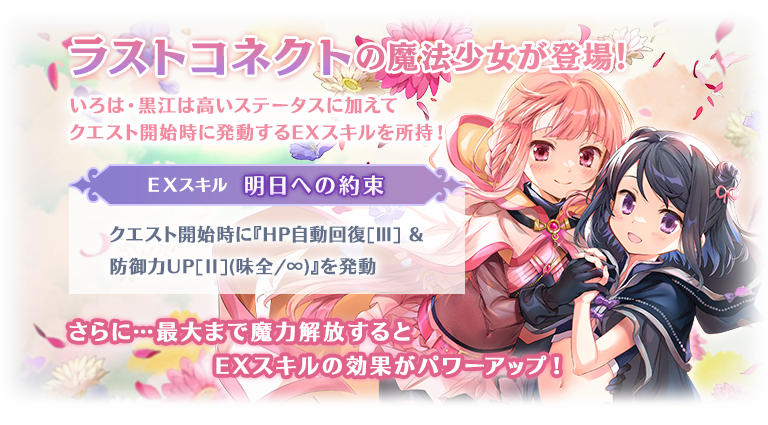 ラストコネクトの魔法少女が登場!
いろは・黒江は高いステータスに加えて
クエスト開始時に発動するEXスキルを所持!
EXスキル 明日への約束
クエスト開始時に『HP自動回復[Ⅲ] &
防御力UP[Ⅱ](味全/∞)』を発動
さらに…最大まで魔力解放すると
EXスキルの効果がパワーアップ!